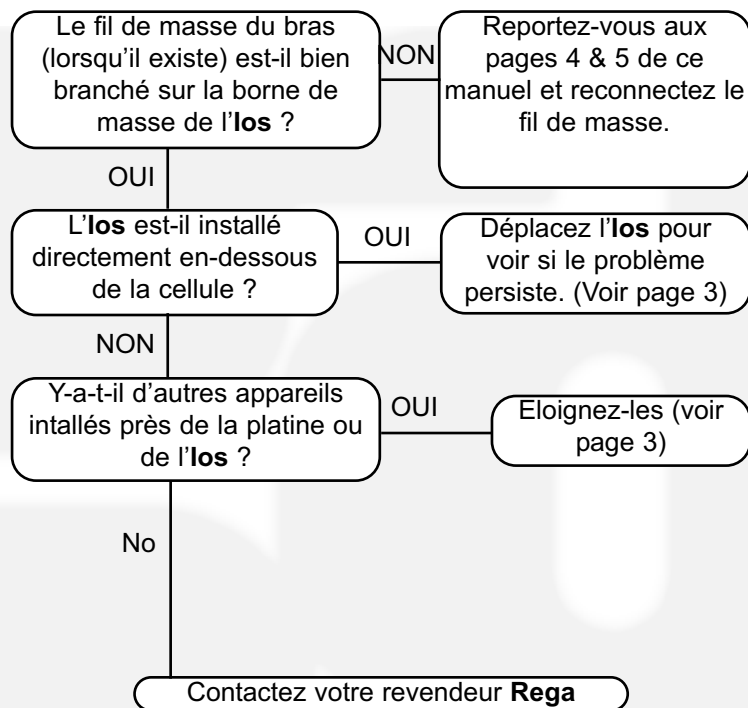 Le fil de masse du bras
(lorsqu'il existe) est-il bien
branché sur la borne de
masse de l'Ios ?
NON
Reportez-vous aux
pages 4 & 5 de ce
manuel et reconnectez le
fil de masse.
OUI
L'Ios est-il installé
directement en-dessous
de la cellule ?
OUI
Déplacez l'Ios pour
voir si le problème
persiste. (Voir page 3)
NON
Y-a-t-il d'autres appareils
intallés près de la platine ou
de l'Ios ?
OUI
Eloignez-les (voir
page 3)
No
Contactez votre revendeur Rega